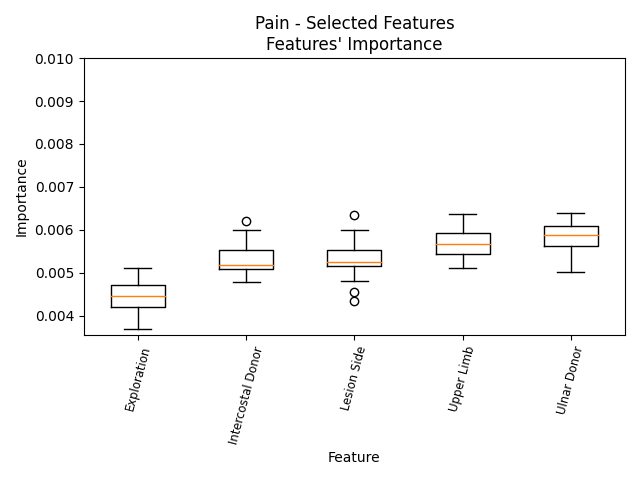 Pain - Selected Features
Features' Importance
0.010
0.009
0.008
0.007
0.006
0.005
0.004
Importance
Exploration
Intercostal Donor
Lesion Side
Upper Limb
Ulnar Donor
Feature